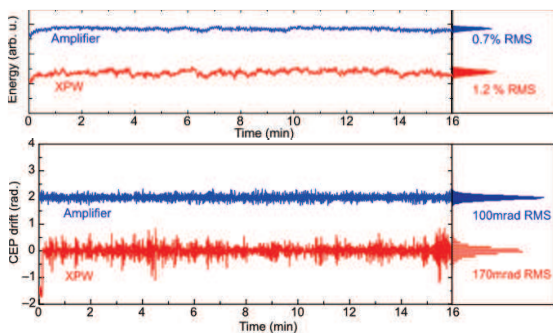 Energy (arb. u.)
Amplifier
0.7% RMS
XPW
1.2 % RMS
0 2 4 6 8 10 12 14 16
Time (min)
CEP drift (rad.)
4
3
2
1
0
−1
−2
Amplifier
100mrad RMS
XPW
170mrad RMS
0 2 4 6 8 10 12 14 16
Time (min)